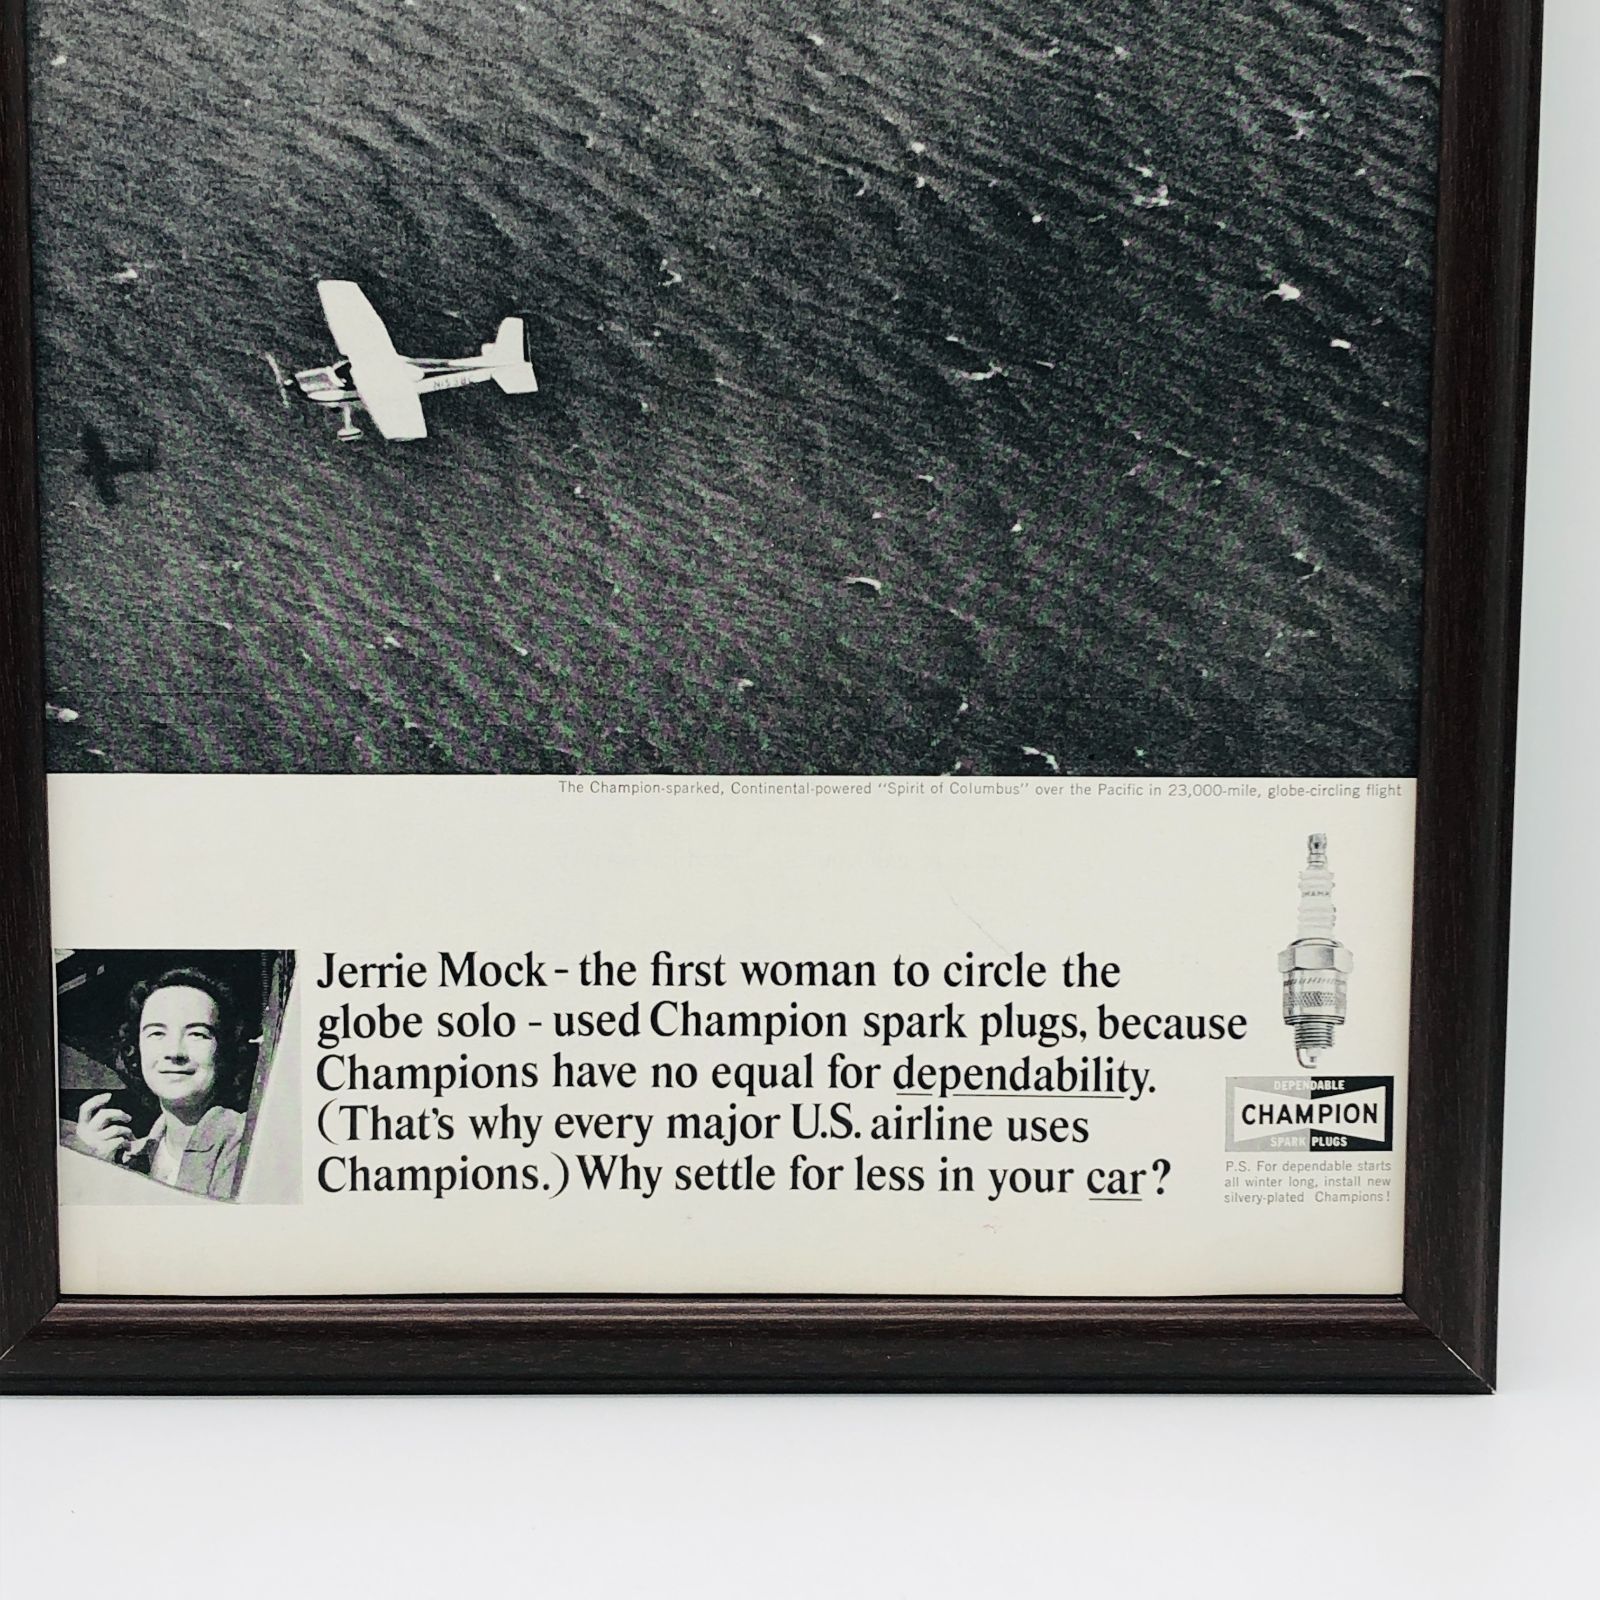 The Champion-sparked, Continental-powered "Spirit of Columbus" over the Pacific in 23,000-mile, globe-circling flight
Jerrie Mock - the first woman to circle the
globe solo - used Champion spark plugs, because
Champions have no equal for dependability.
(That's why every major U.S. airline uses
Champions.) Why settle for less in your car?
DEPENDABLE
CHAMPION
SPARK PLUGS
P.S. For dependable starts
all winter long, install new
silvery-plated Champions!